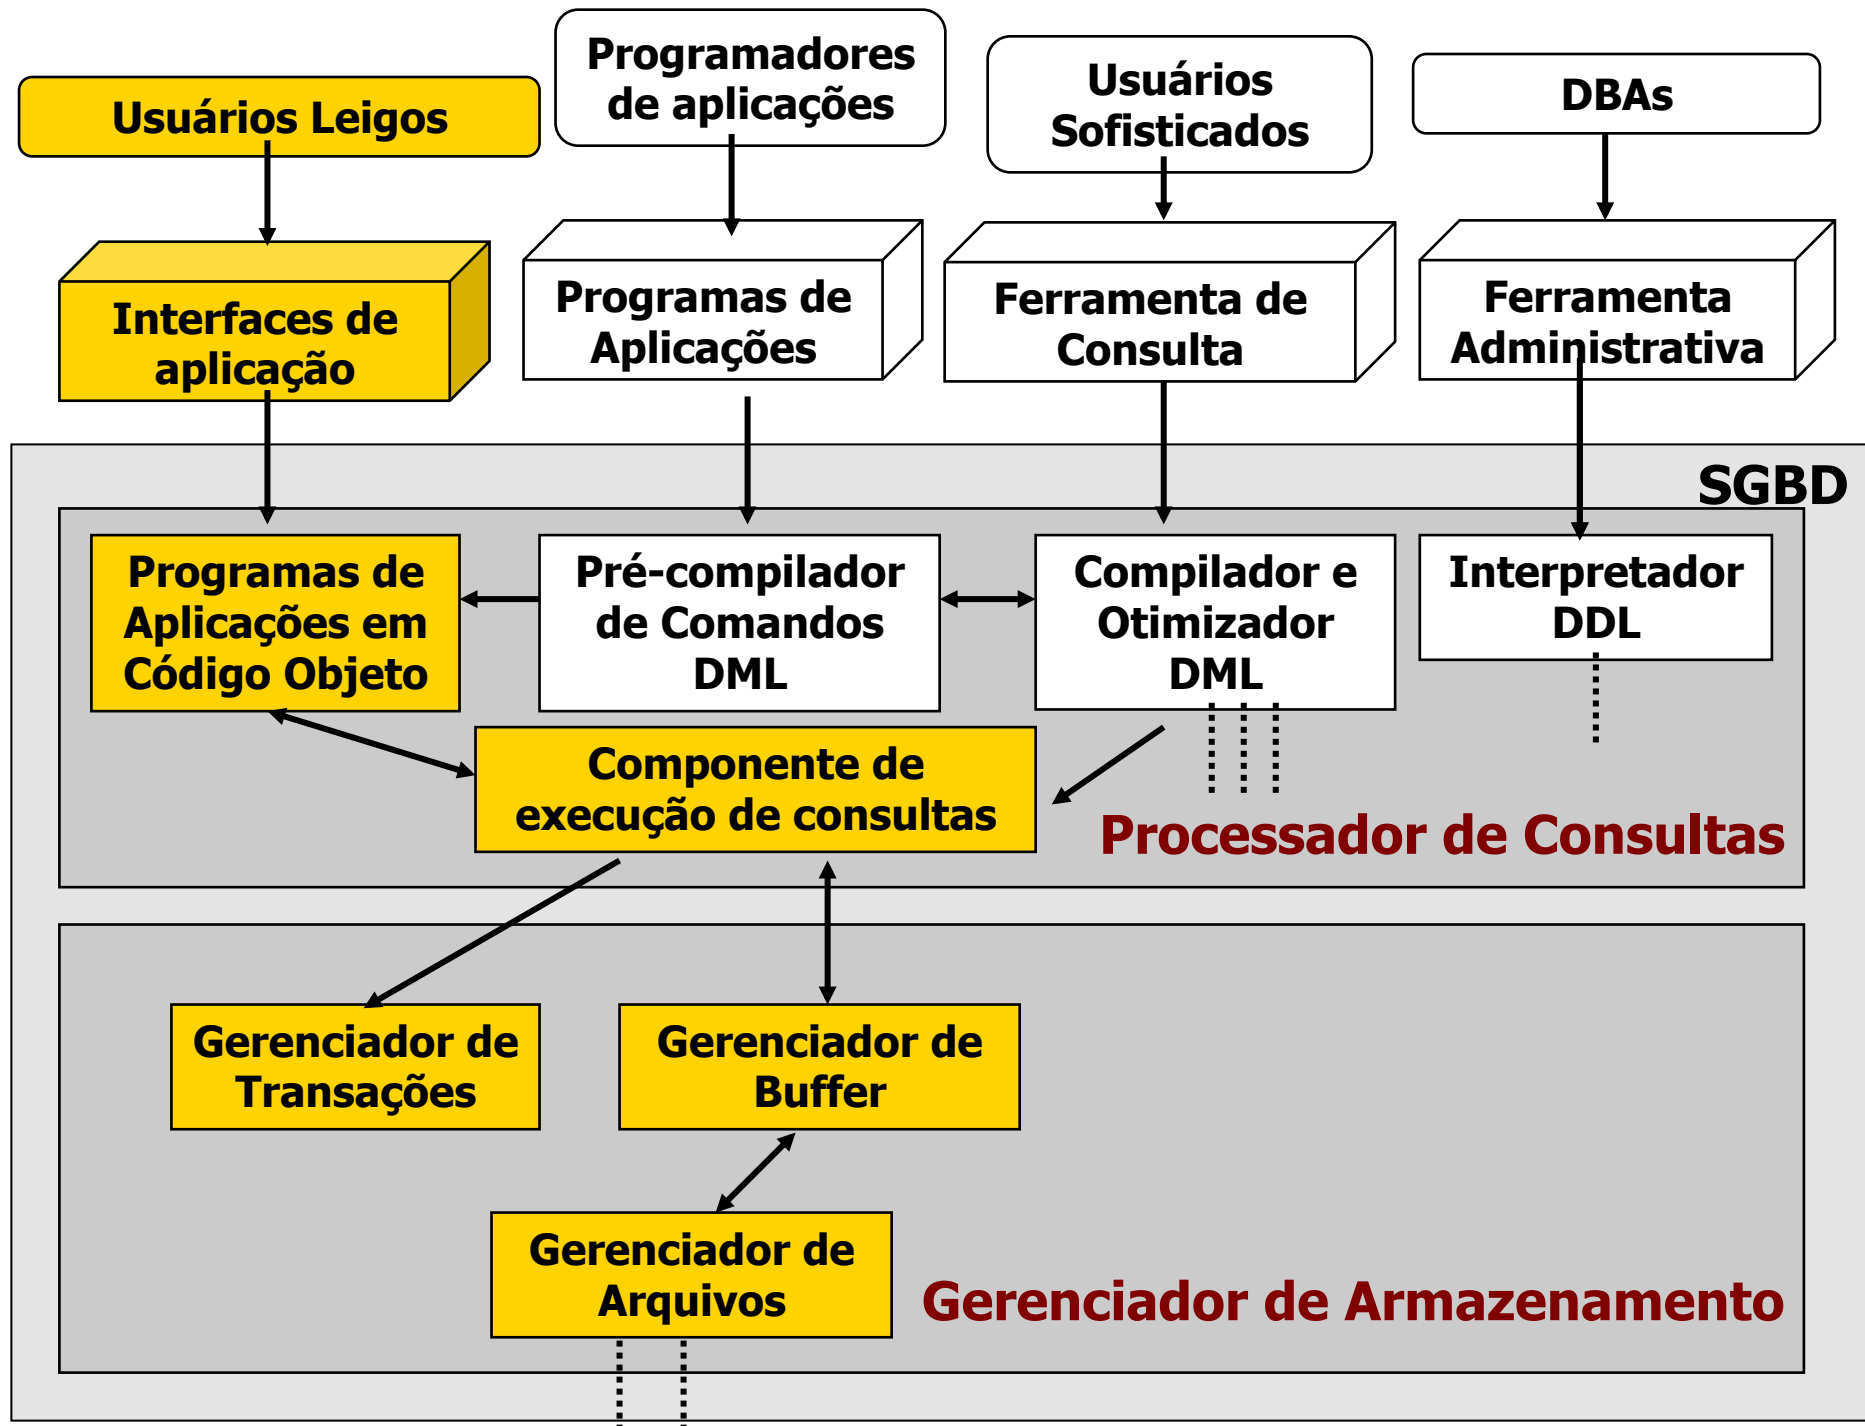 Usuários Leigos
Programadores
de aplicações
Usuários
Sofisticados
DBAs
Interfaces de
aplicação
Programas de
Aplicações
Ferramenta de
Consulta
Ferramenta
Administrativa
SGBD
Programas de
Aplicações em
Código Objeto
Pré-compilador
de Comandos
DML
Compilador e
Otimizador
DML
Interpretador
DDL
Componente de
execução de consultas
Processador de Consultas
Gerenciador de
Transações
Gerenciador de
Buffer
Gerenciador de
Arquivos
Gerenciador de Armazenamento